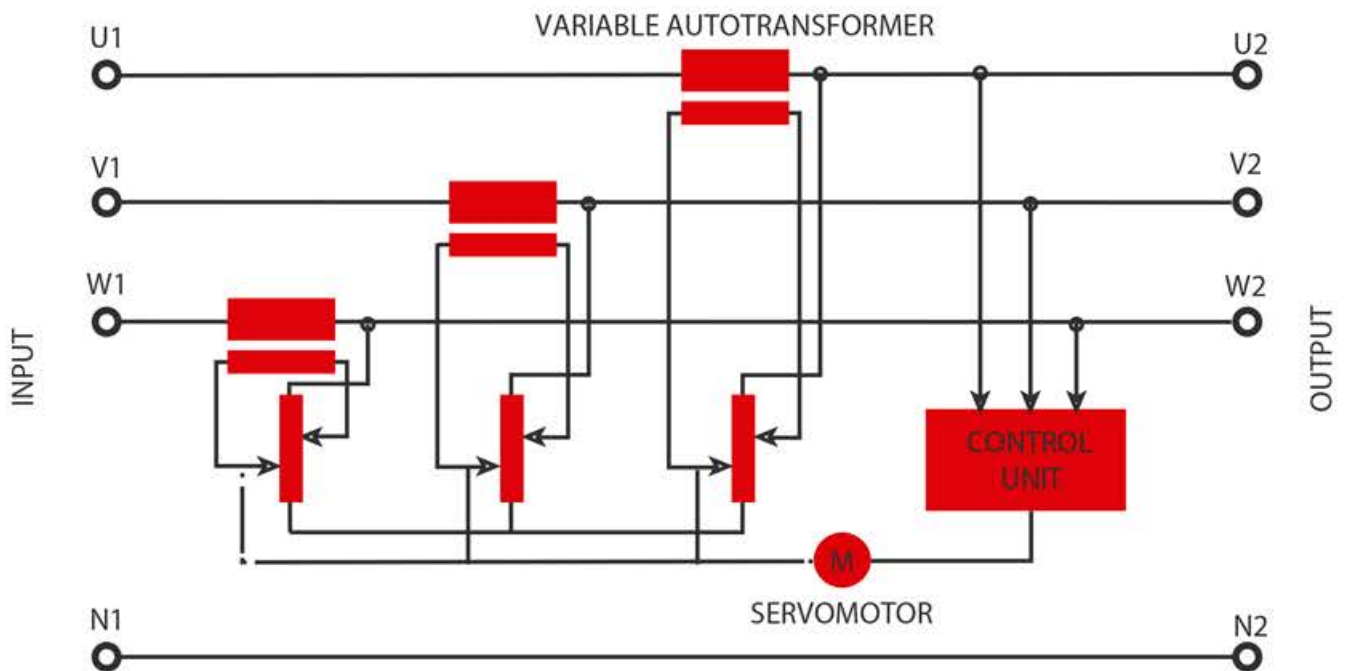 VARIABLE AUTOTRANSFORMER
U1
U2
V1
V2
W1
W2
INPUT
OUTPUT
CONTROL
UNIT
M
SERVOMOTOR
N1
N2